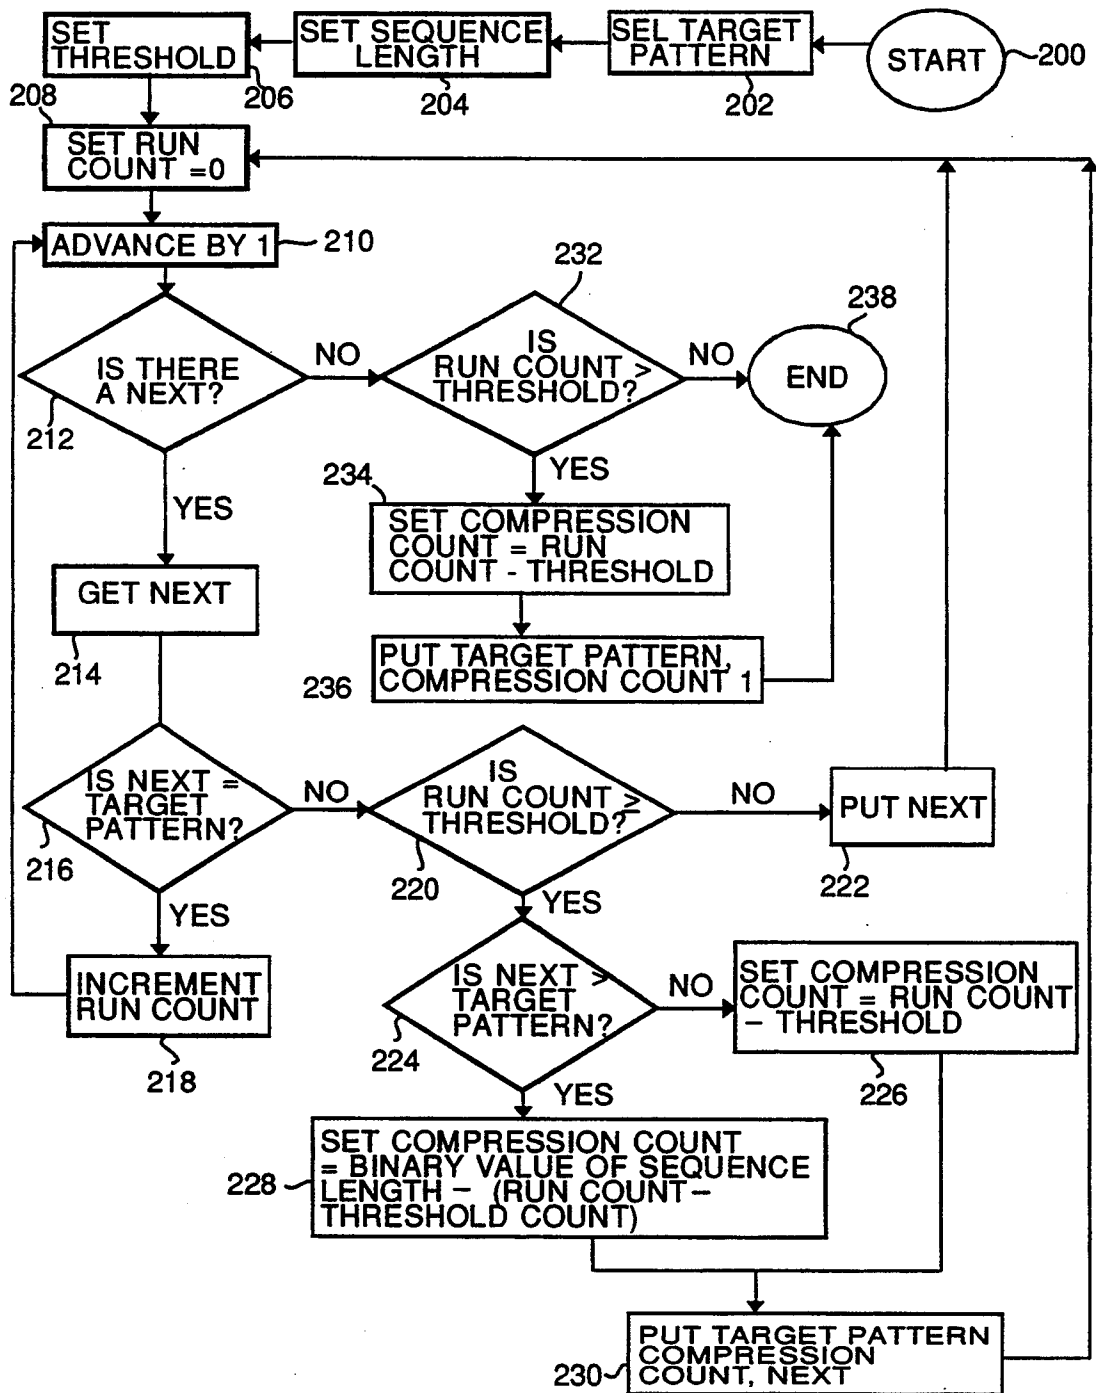 SET
THRESHOLD
206
SET SEQUENCE
LENGTH
204
SEL TARGET
PATTERN
202
START
200
208
SET RUN
COUNT =0
ADVANCE BY 1
210
IS THERE
A NEXT?
212
NO
YES
232
IS
RUN COUNT >
THRESHOLD?
NO
YES
238
END
234
SET COMPRESSION
COUNT = RUN
COUNT - THRESHOLD
236
PUT TARGET PATTERN,
COMPRESSION COUNT 1
GET NEXT
214
IS NEXT =
TARGET
PATTERN?
216
NO
YES
INCREMENT
RUN COUNT
218
IS
RUN COUNT ≥
THRESHOLD?
220
NO
YES
PUT NEXT
222
IS NEXT >
TARGET
PATTERN?
224
NO
YES
SET COMPRESSION
COUNT = RUN COUNT
- THRESHOLD
226
228
SET COMPRESSION COUNT
= BINARY VALUE OF SEQUENCE
LENGTH - (RUN COUNT-
THRESHOLD COUNT)
230
PUT TARGET PATTERN
COMPRESSION
COUNT, NEXT